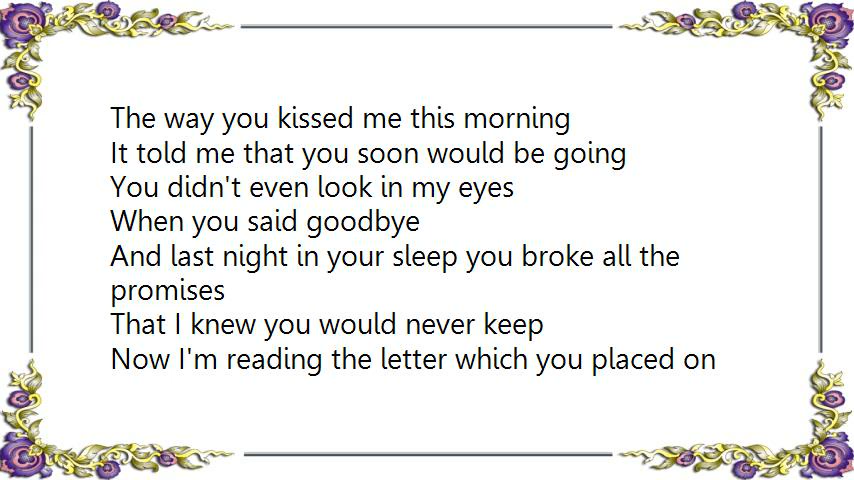 The way you kissed me this morning
It told me that you soon would be going
You didn't even look in my eyes
When you said goodbye
And last night in your sleep you broke all the
promises
That I knew you would never keep
Now I'm reading the letter which you placed on